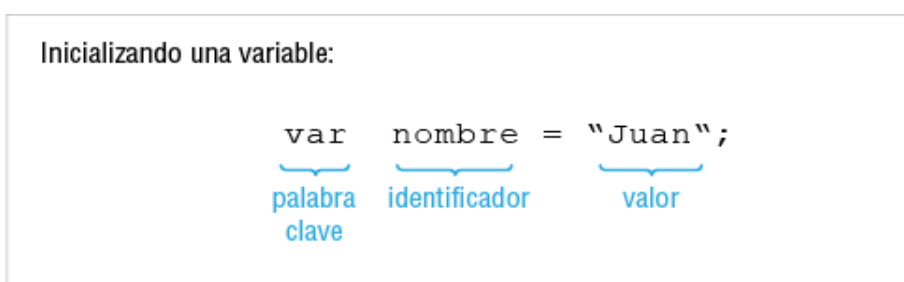 Inicializando una variable:
var nombre = “Juan“;
palabra identificador valor
clave